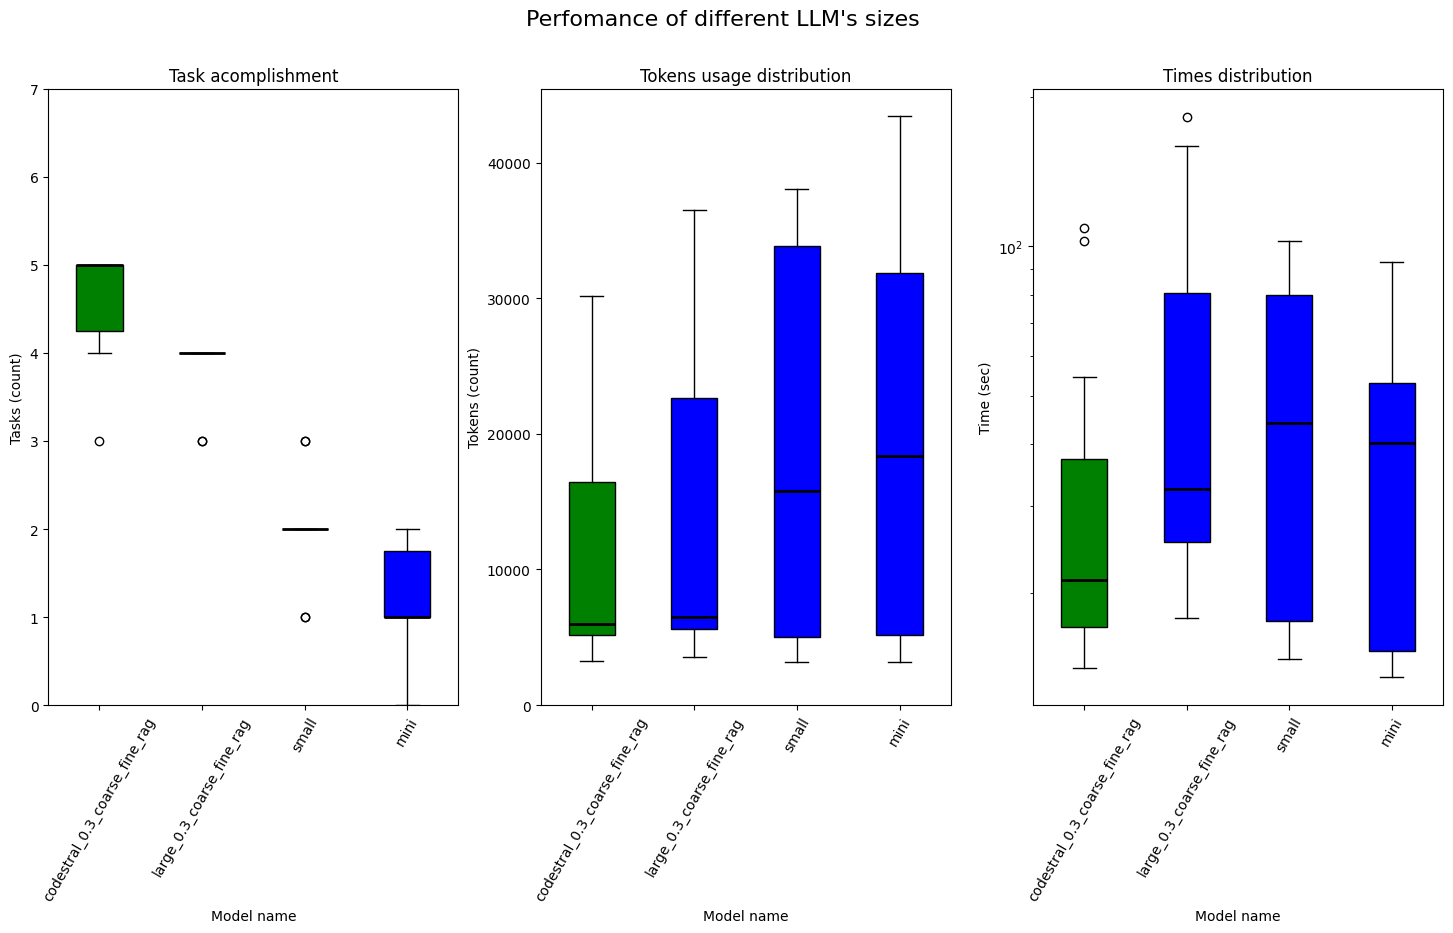 Perfomance of different LLM's sizes
Task acomplishment
Tasks (count)
7
6
5
4
3
2
1
0
codestral_0.3_coarse_fine_rag
large_0.3_coarse_fine_rag
small
mini
Model name
Tokens usage distribution
Tokens (count)
40000
30000
20000
10000
0
codestral_0.3_coarse_fine_rag
large_0.3_coarse_fine_rag
small
mini
Model name
Times distribution
Time (sec)
10²
codestral_0.3_coarse_fine_rag
large_0.3_coarse_fine_rag
small
mini
Model name